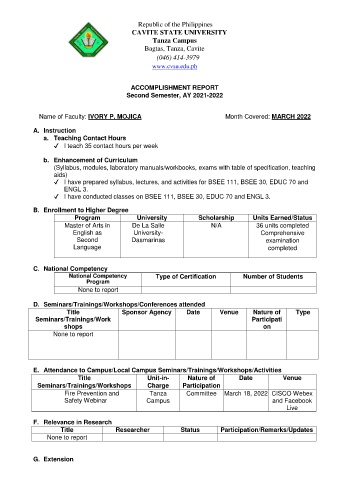 Republic of the Philippines
CAVITE STATE UNIVERSITY
Tanza Campus
Bagtas, Tanza, Cavite
(046) 414-3979
www.cvsu.edu.ph
ACCOMPLISHMENT REPORT
Second Semester, AY 2021-2022
Name of Faculty: IVORY P. MOJICA Month Covered: MARCH 2022
A. Instruction
a. Teaching Contact Hours
✓ I teach 35 contact hours per week
b. Enhancement of Curriculum
(Syllabus, modules, laboratory manuals/workbooks, exams with table of specification, teaching
aids)
✓ I have prepared syllabus, lectures, and activities for BSEE 111, BSEE 30, EDUC 70 and
ENGL 3.
✓ I have conducted classes on BSEE 111, BSEE 30, EDUC 70 and ENGL 3.
B. Enrollment to Higher Degree
Program University Scholarship Units Earned/Status
Master of Arts in De La Salle N/A 36 units completed
English as University- Comprehensive
Second Dasmarinas examination
Language completed
C. National Competency
National Competency Type of Certification Number of Students
Program
None to report
D. Seminars/Trainings/Workshops/Conferences attended
Title Sponsor Agency Date Venue Nature of Type
Seminars/Trainings/Work Participati
shops on
None to report
E. Attendance to Campus/Local Campus Seminars/Trainings/Workshops/Activities
Title Unit-in- Nature of Date Venue
Seminars/Trainings/Workshops Charge Participation
Fire Prevention and Tanza Committee March 18, 2022 CISCO Webex
Safety Webinar Campus and Facebook
Live
F. Relevance in Research
Title Researcher Status Participation/Remarks/Updates
None to report
G. Extension